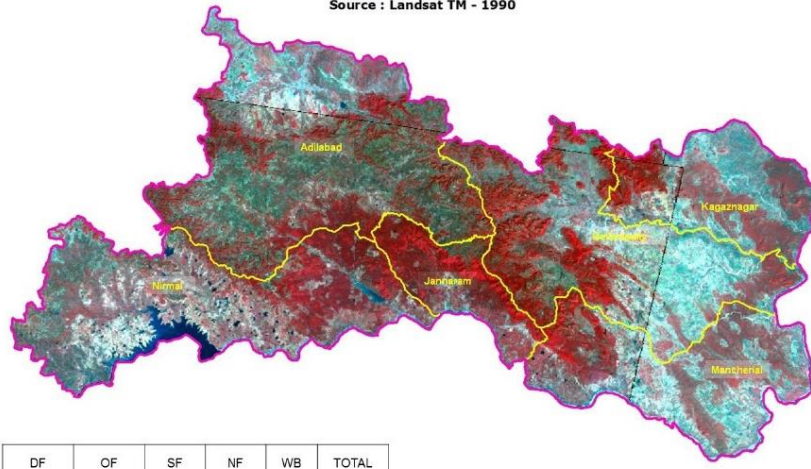 Source : Landsat TM - 1990
Adilabad
Kagaznagar
Nirmal
Jannaram
Mancherial
DF OF SF NF WB TOTAL